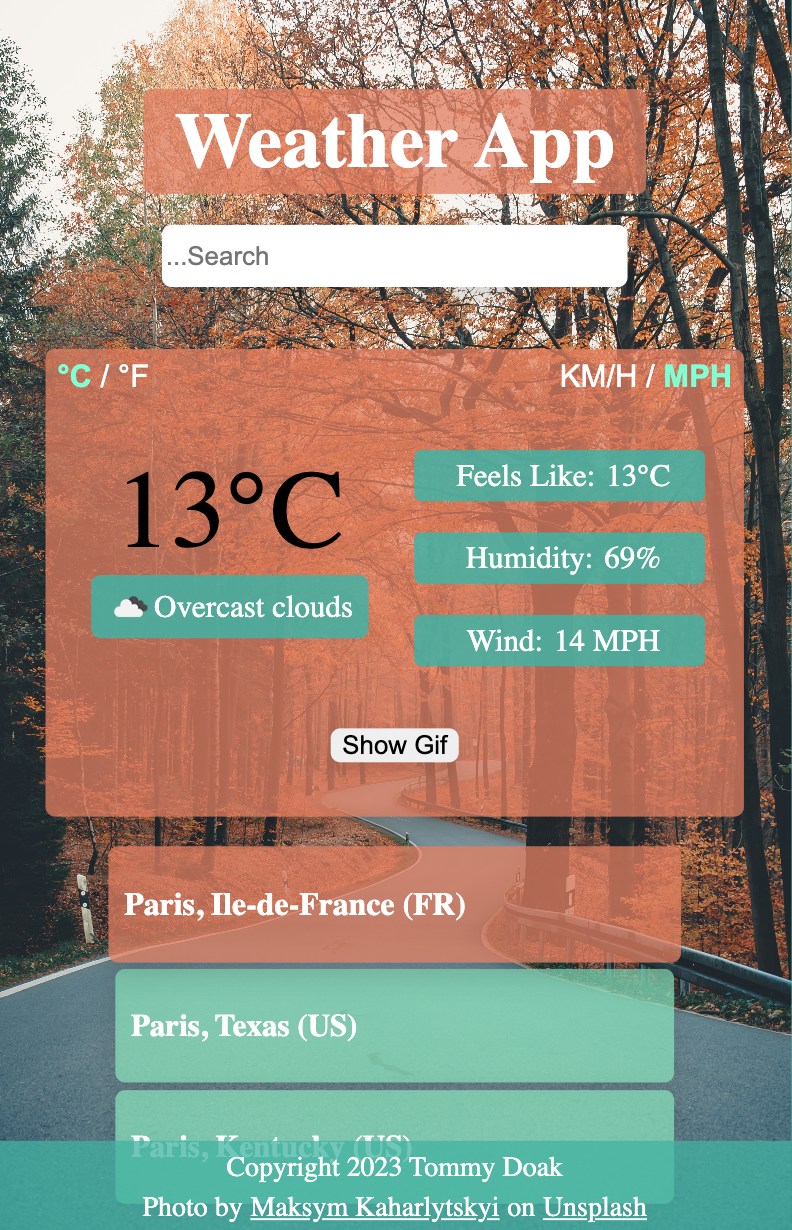 Weather App
...Search
°C / °F
KM/H / MPH
13°C
Overcast clouds
Feels Like: 13°C
Humidity: 69%
Wind: 14 MPH
Show Gif
Paris, Ile-de-France (FR)
Paris, Texas (US)
Paris, Kentucky (US)
Copyright 2023 Tommy Doak
Photo by Maksym Kaharlytskyi on Unsplash